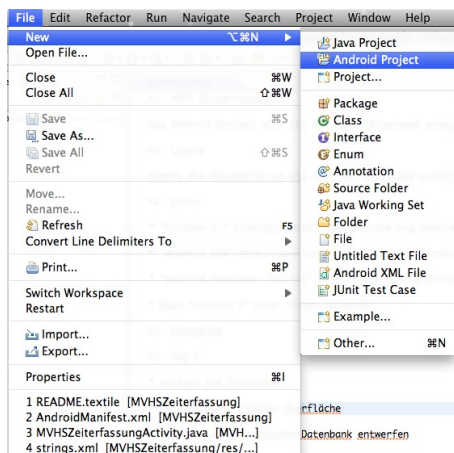 File Edit Refactor Run Navigate Search Project Window Help
New ⌥⌘N
Open File...
Close ⌘W
Close All ⇧⌘W
Save ⌘S
Save As...
Save All ⇧⌘S
Revert
Move...
Rename...
Refresh F5
Convert Line Delimiters To
Print... ⌘P
Switch Workspace
Restart
Import...
Export...
Properties ⌘I
1 README.textile [MVHSZeiterfassung]
2 AndroidManifest.xml [MVHSZeiterfassung]
3 MVHSZeiterfassungActivity.java [MVH...]
4 strings.xml [MVHSZeiterfassung/res/...]
Java Project
Android Project
Project...
Package
Class
Interface
Enum
Annotation
Source Folder
Java Working Set
Folder
File
Untitled Text File
Android XML File
JUnit Test Case
Example...
Other... ⌘N
rfläche
Datenbank entwerfen